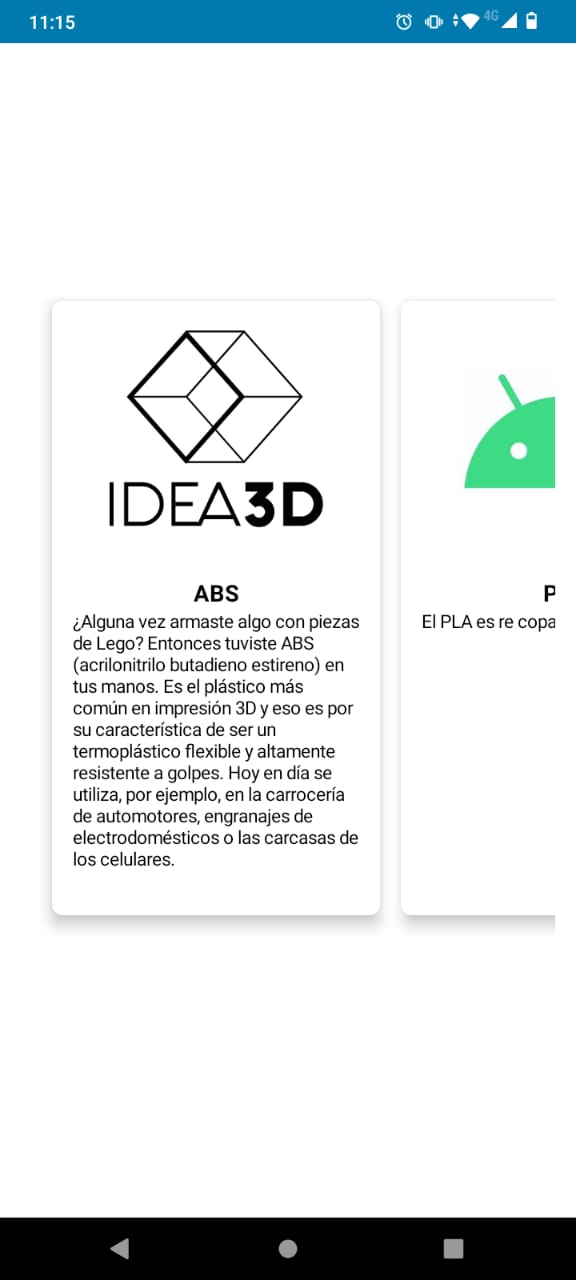 11:15
4G
IDEA3D
ABS
¿Alguna vez armaste algo con piezas
de Lego? Entonces tuviste ABS
(acrilonitrilo butadieno estireno) en
tus manos. Es el plástico más
común en impresión 3D y eso es por
su característica de ser un
termoplástico flexible y altamente
resistente a golpes. Hoy en día se
utiliza, por ejemplo, en la carrocería
de automotores, engranajes de
electrodomésticos o las carcasas de
los celulares.
P
El PLA es re copa